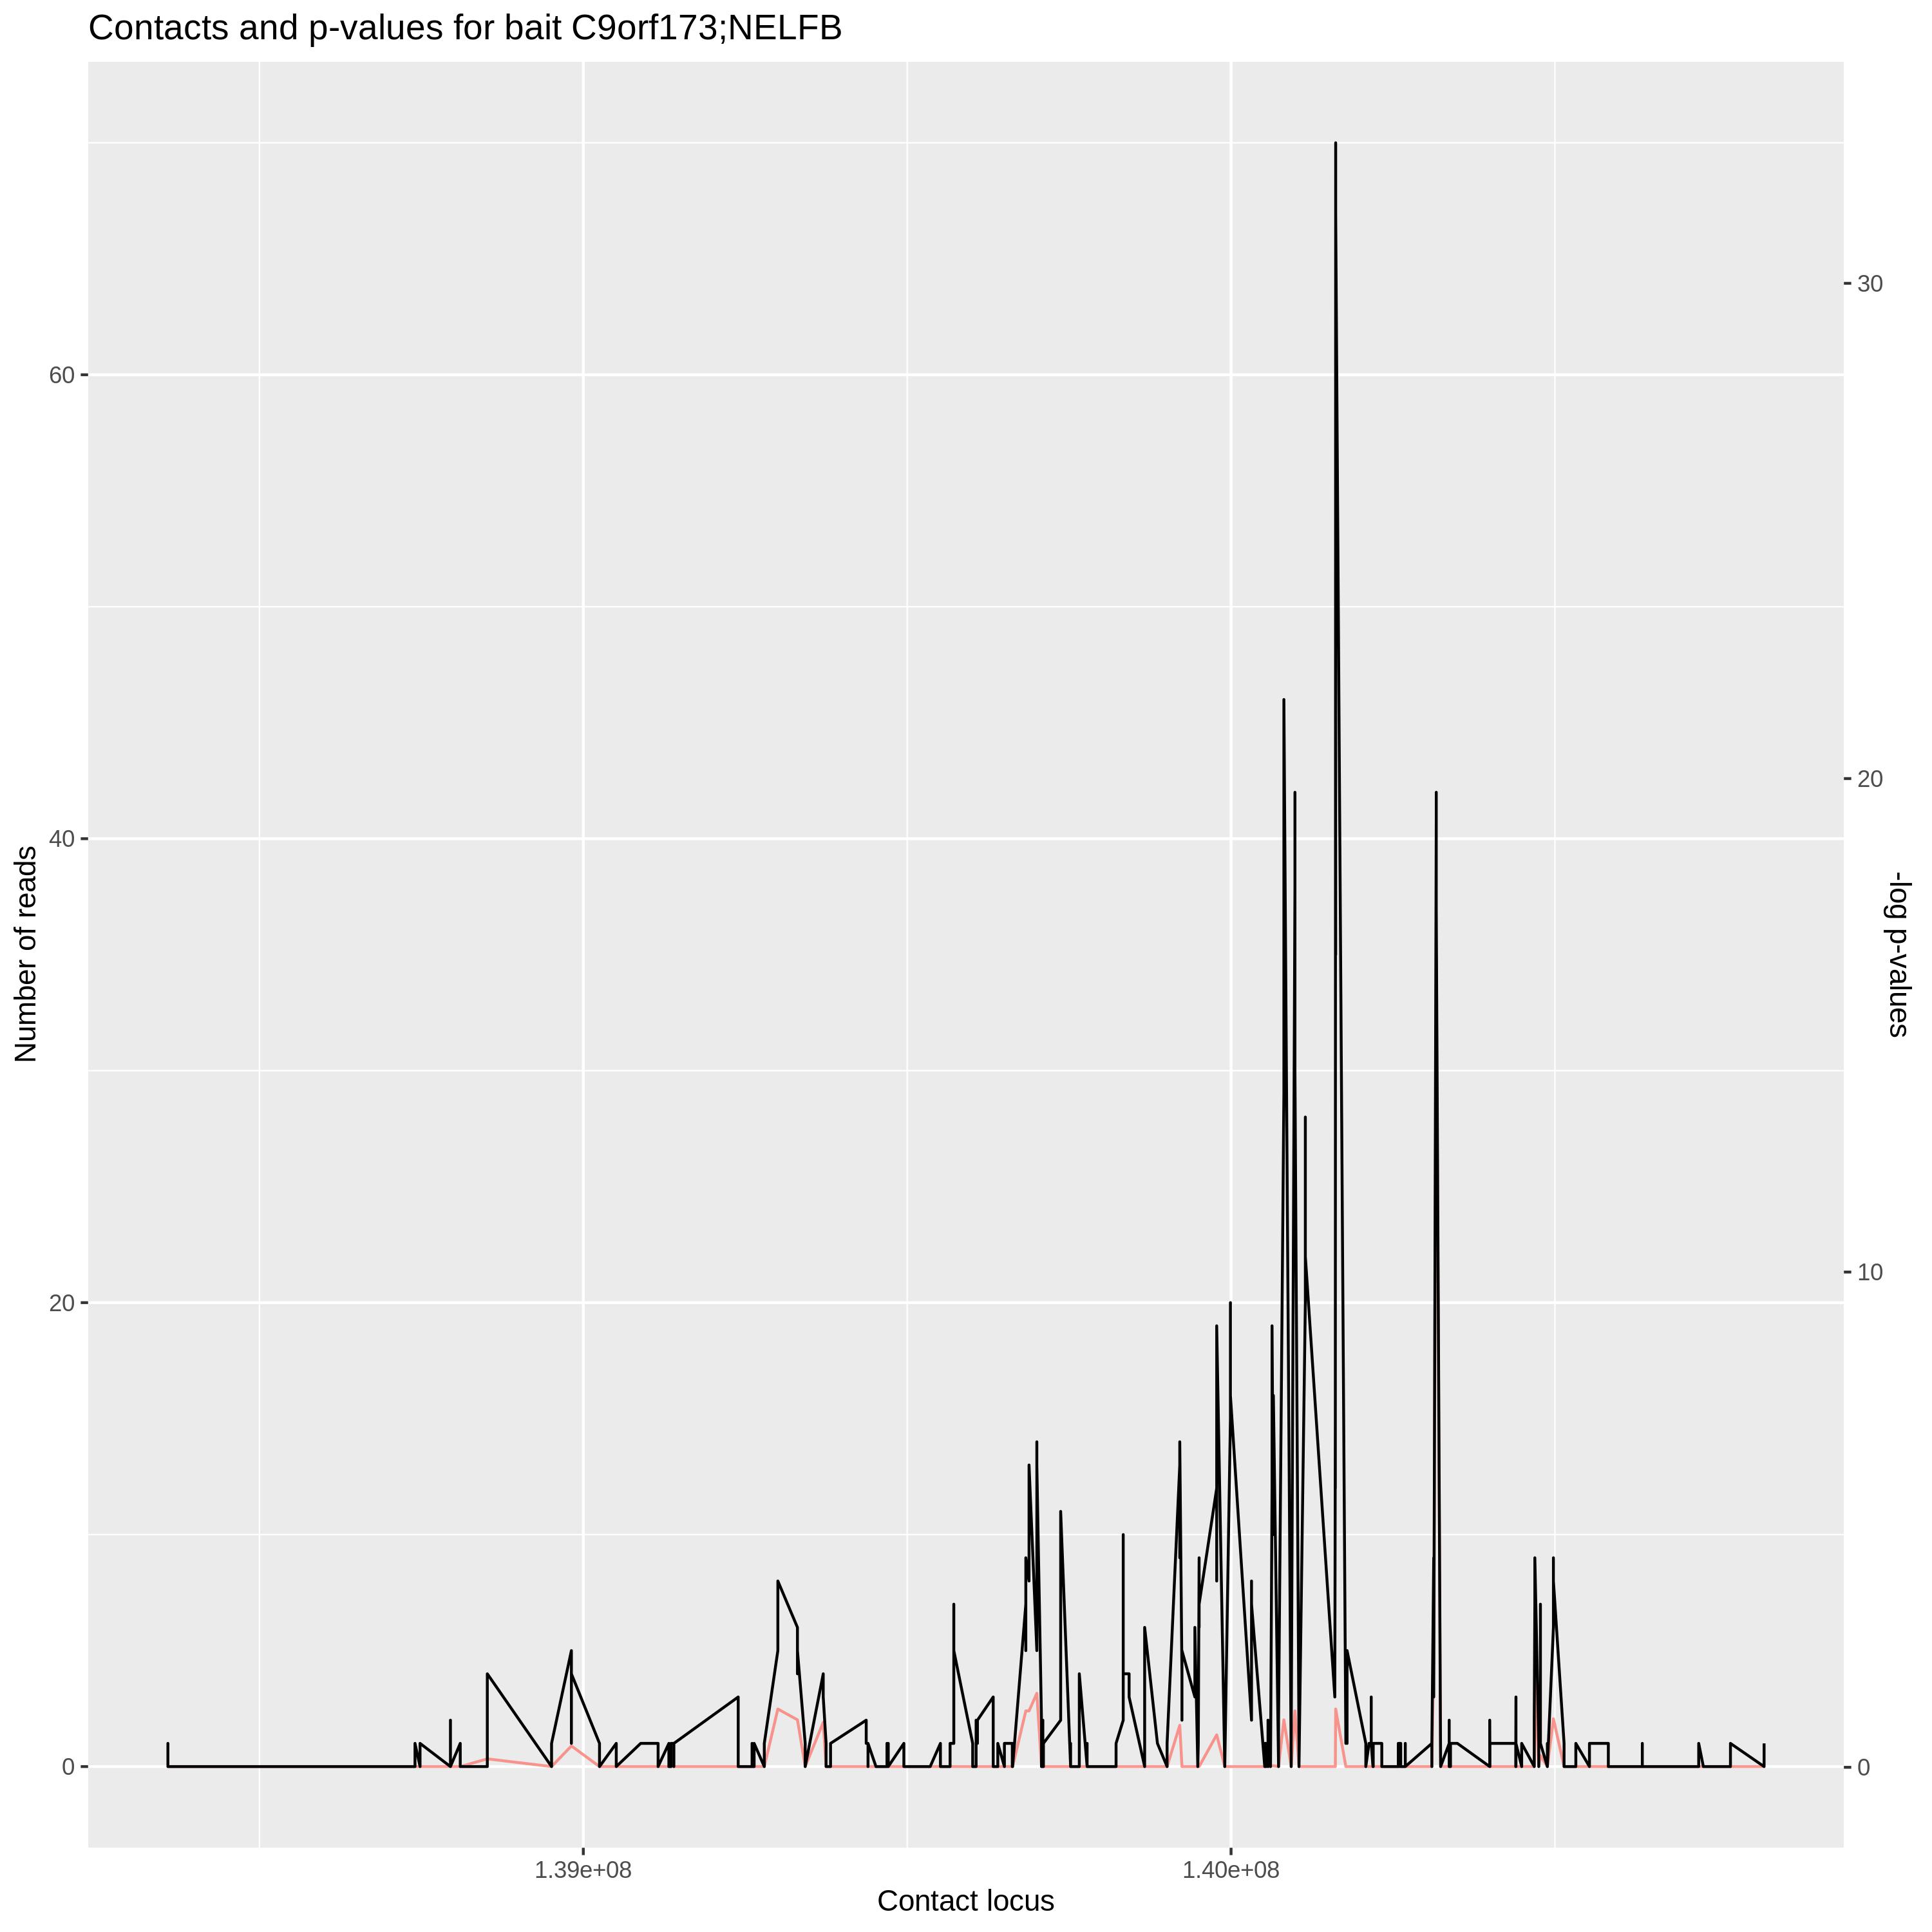 Contacts and p-values for bait C9orf173;NELFB
Number of reads
60
40
20
0
30
20
10
0
-log p-values
1.39e+08
1.40e+08
Contact locus